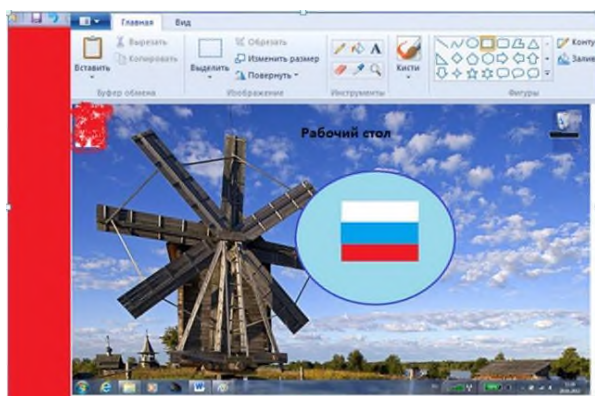 Главная Вид
Вырезать
Копировать
Вставить
Буфер обмена
Выделить
Обрезать
Изменить размер
Повернуть
Изображение
A
Инструменты
Кисти
Фигуры
Конту
Залив
Рабочий стол
W